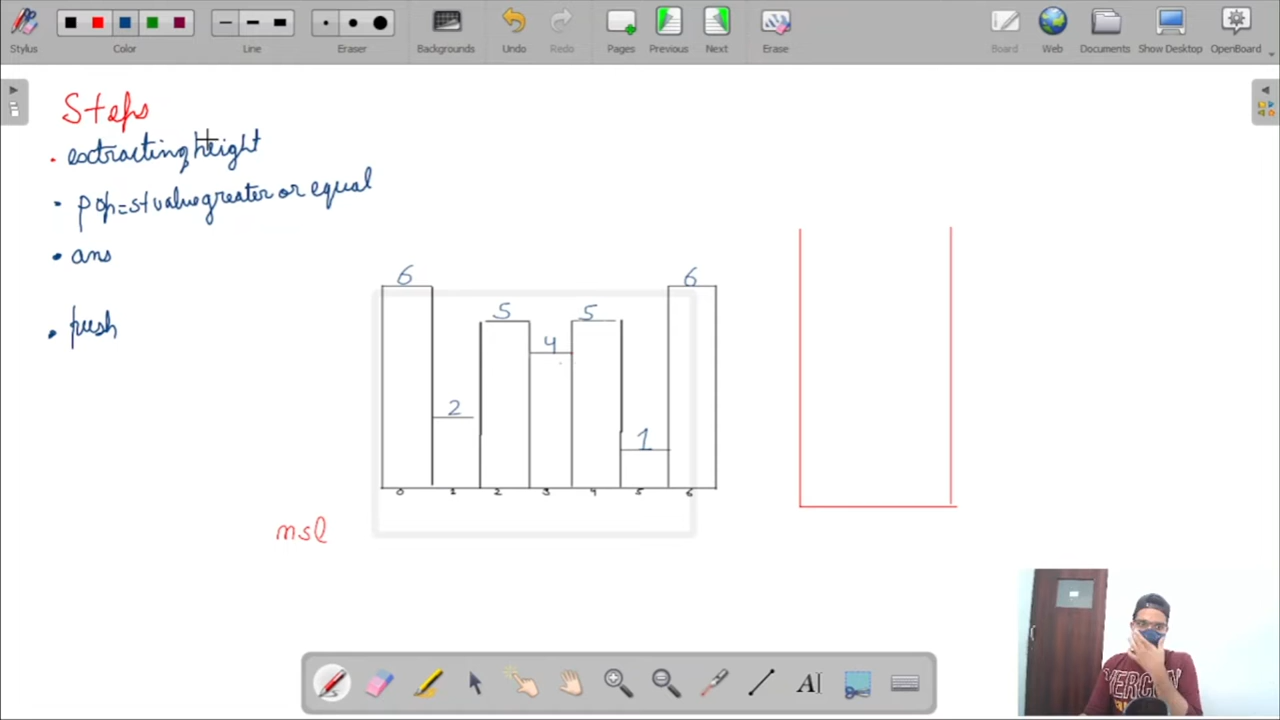 Stylus
Color
Line
Eraser
Backgrounds
Undo
Redo
Pages
Previous
Next
Erase
Board
Web
Documents
Show Desktop
OpenBoard
Steps
• extracting height
• pop=st value greater or equal
• ans
• push
6 2 5 4 5 1 6
0 1 2 3 4 5 6
nsl
A